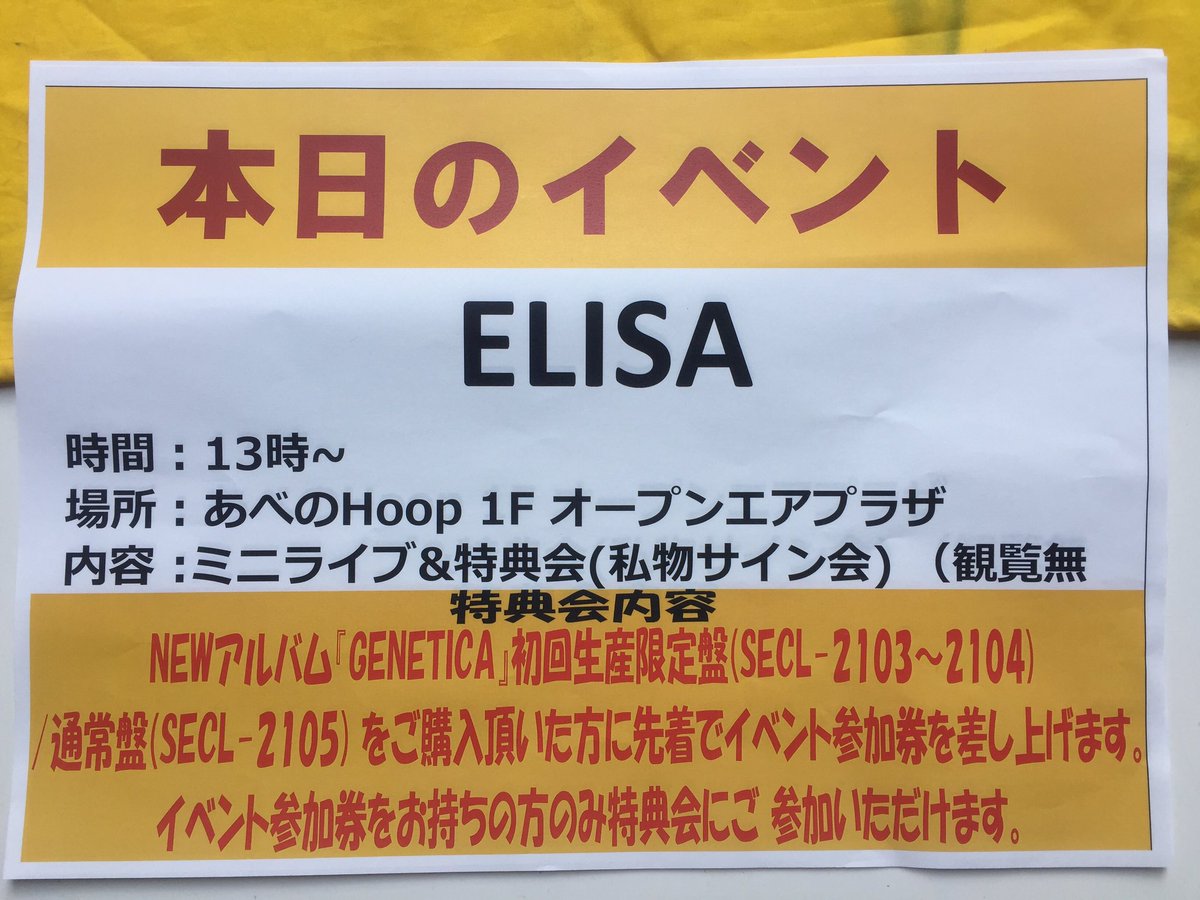 本日のイベント
ELISA
時間：13時~
場所：あべのHoop 1F オープンエアプラザ
内容：ミニライブ&特典会(私物サイン会) （観覧無
特典会内容
NEWアルバム『GENETICA』初回生産限定盤(SECL-2103～2104)
/通常盤(SECL-2105) をご購入頂いた方に先着でイベント参加券を差し上げます。
イベント参加券をお持ちの方のみ特典会にご 参加いただけます。